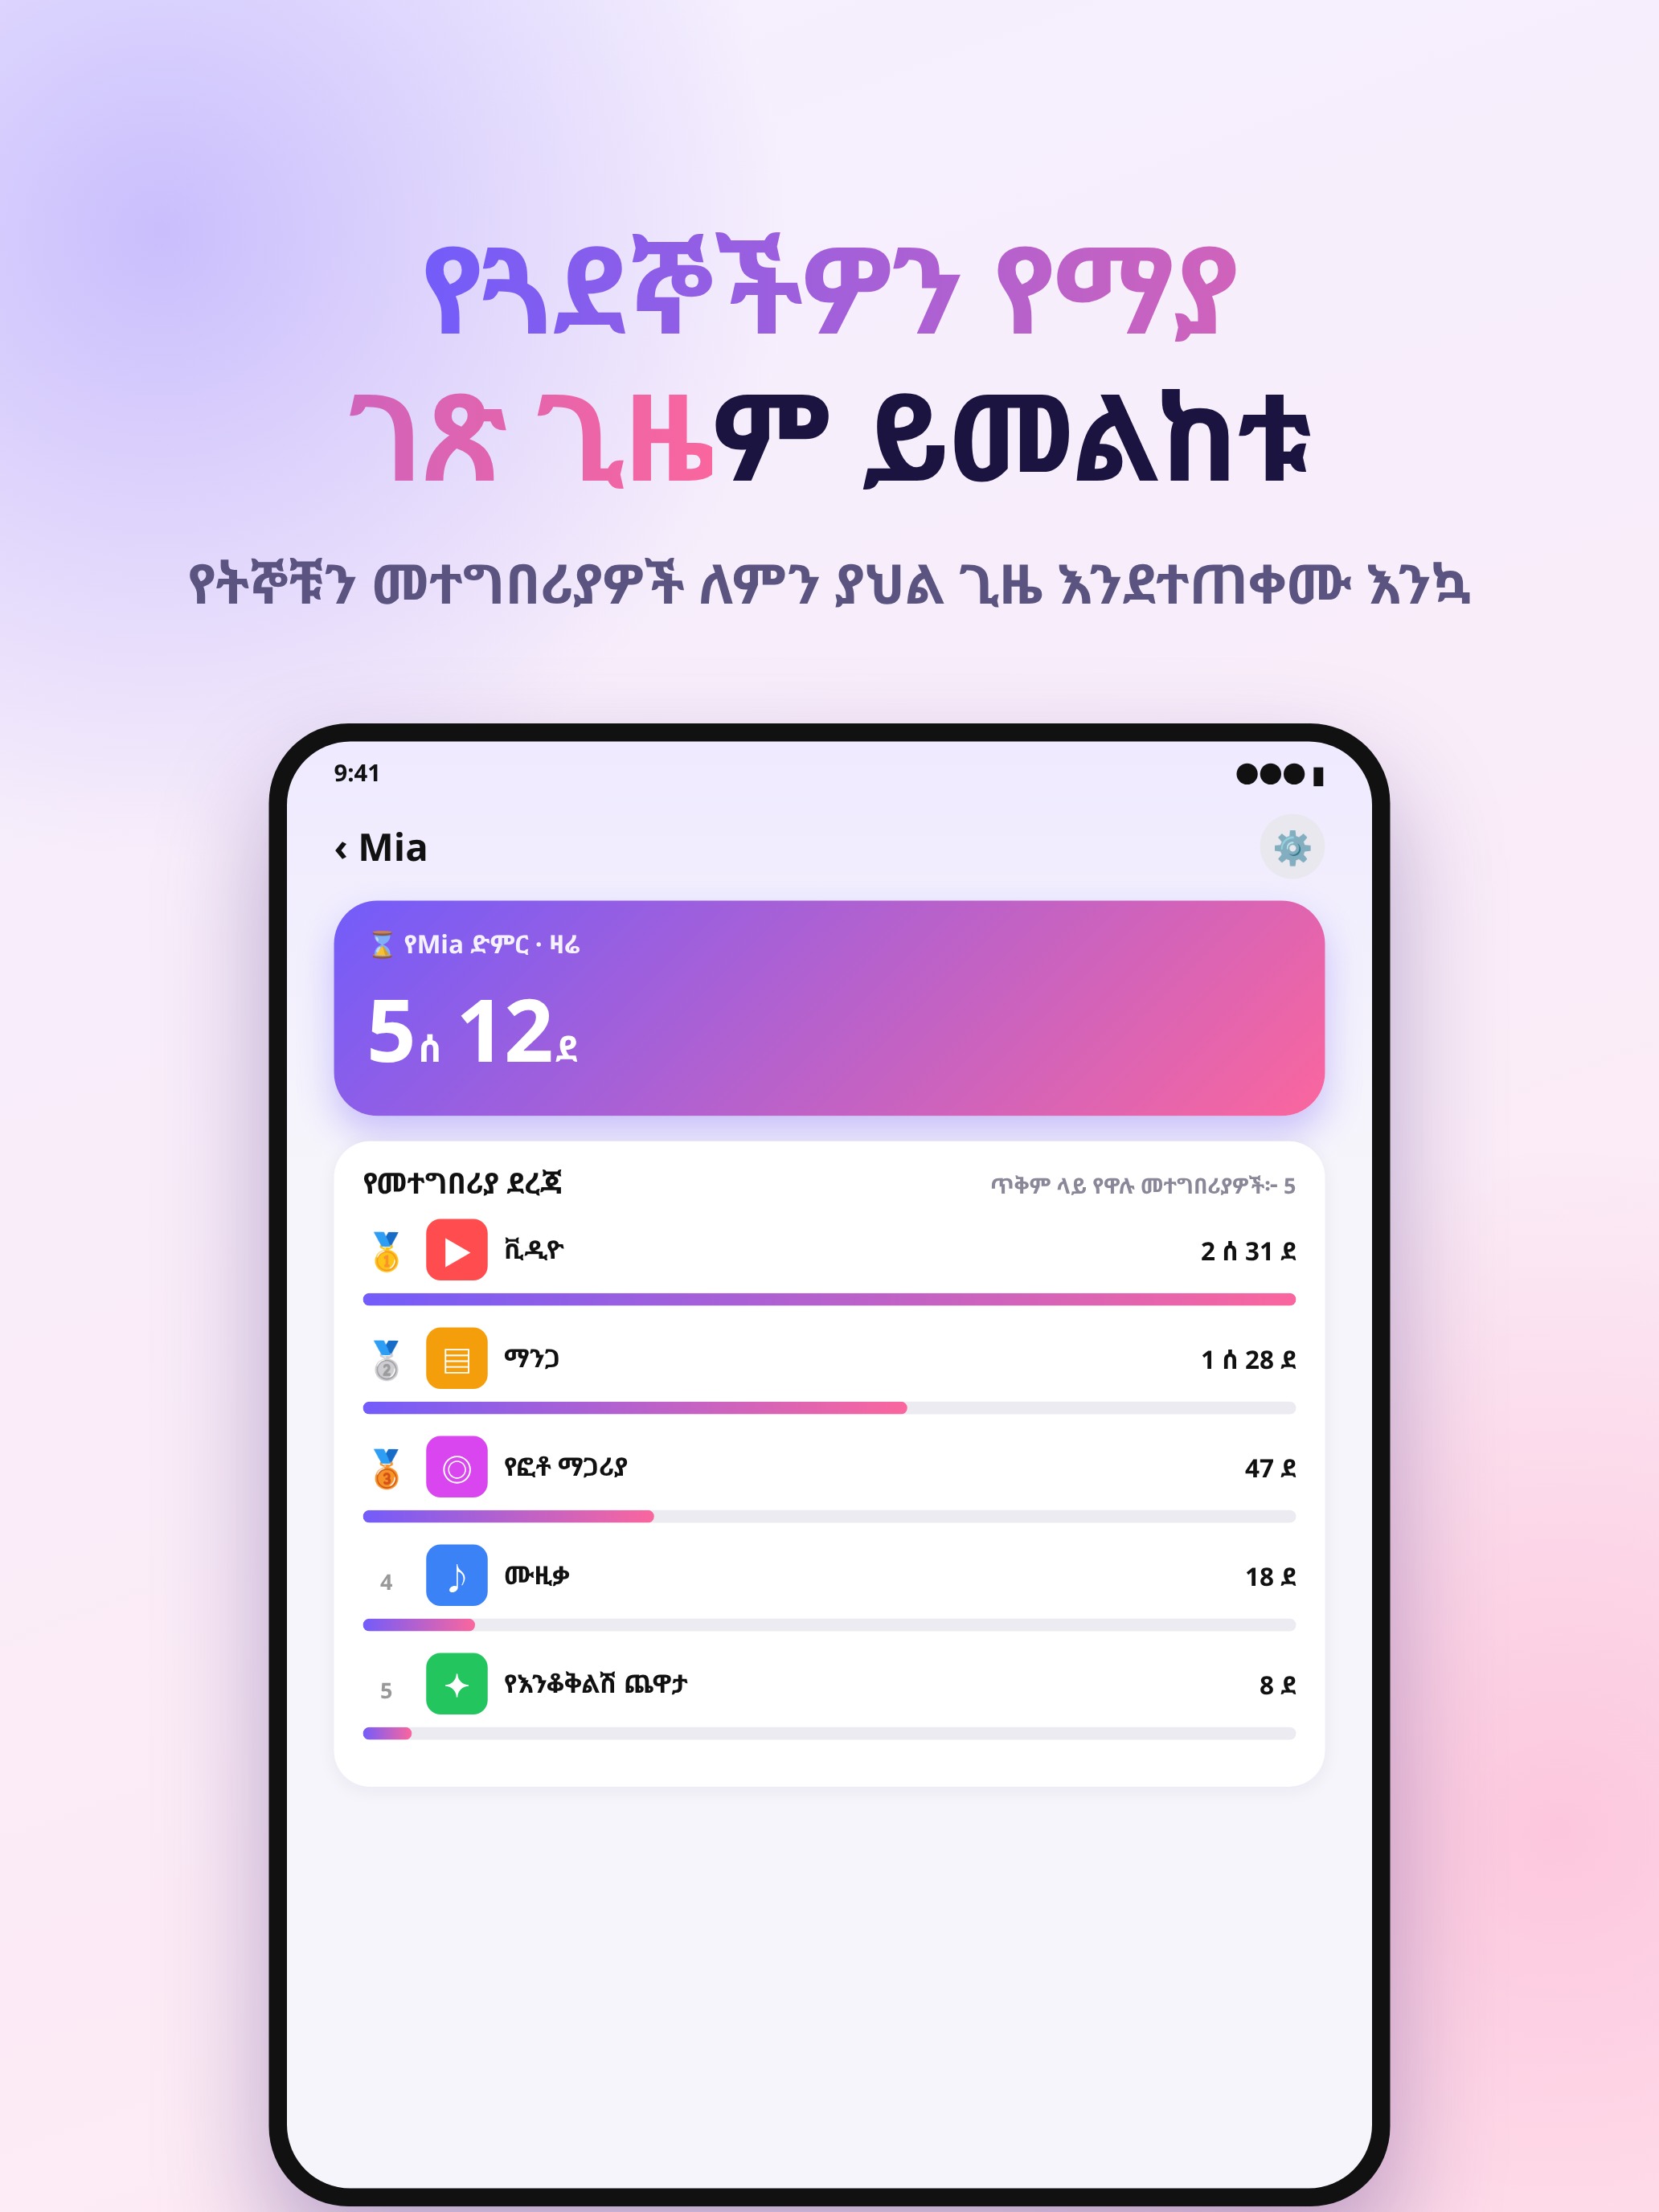 የጓደኞችዎን የማያ
ገጽ ጊዜም ይመልከቱ
የትኞቹን መተግበሪያዎች ለምን ያህል ጊዜ እንደተጠቀሙ እንኳ
9:41
‹ Mia
⌛ የMia ድምር · ዛሬ
5ሰ 12ደ
የመተግበሪያ ደረጃ
ጥቅም ላይ የዋሉ መተግበሪያዎች፦ 5
ቪዲዮ
2 ሰ 31 ደ
ማንጋ
1 ሰ 28 ደ
የፎቶ ማጋሪያ
47 ደ
4
ሙዚቃ
18 ደ
5
የእንቆቅልሽ ጨዋታ
8 ደ